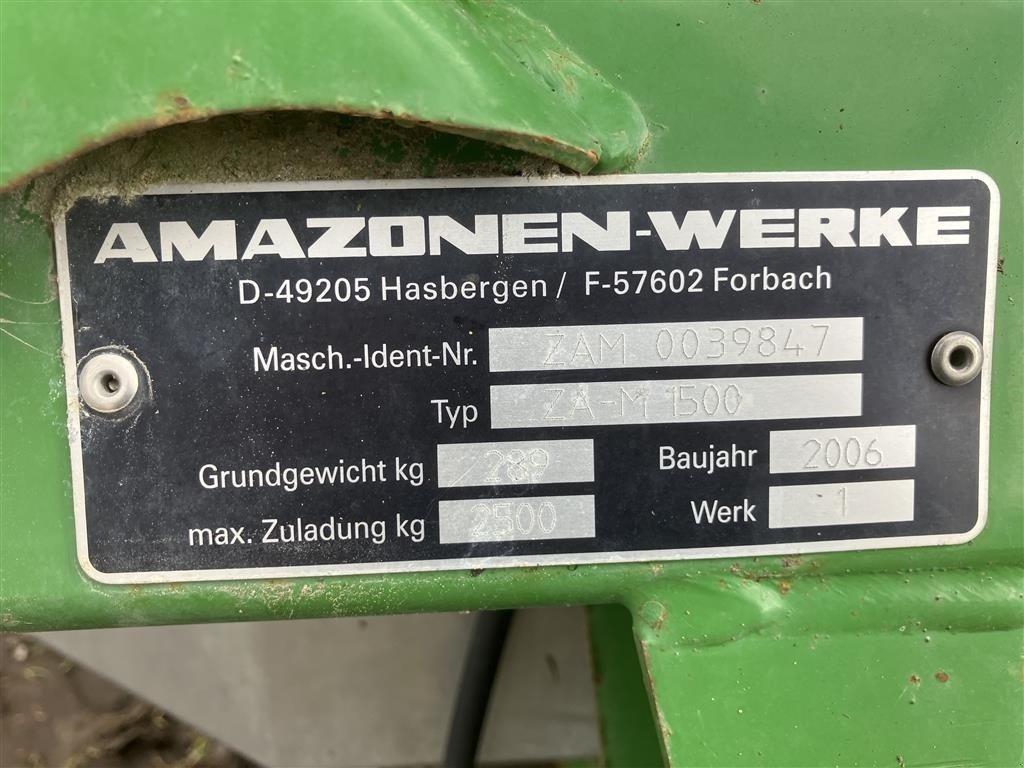 AMAZONEN-WERKE
D-49205 Hasbergen / F-57602 Forbach
Masch.-Ident-Nr. ZAM 0039847
Typ ZA-M 1500
Grundgewicht kg 289 Baujahr 2006
max. Zuladung kg 2500 Werk 1